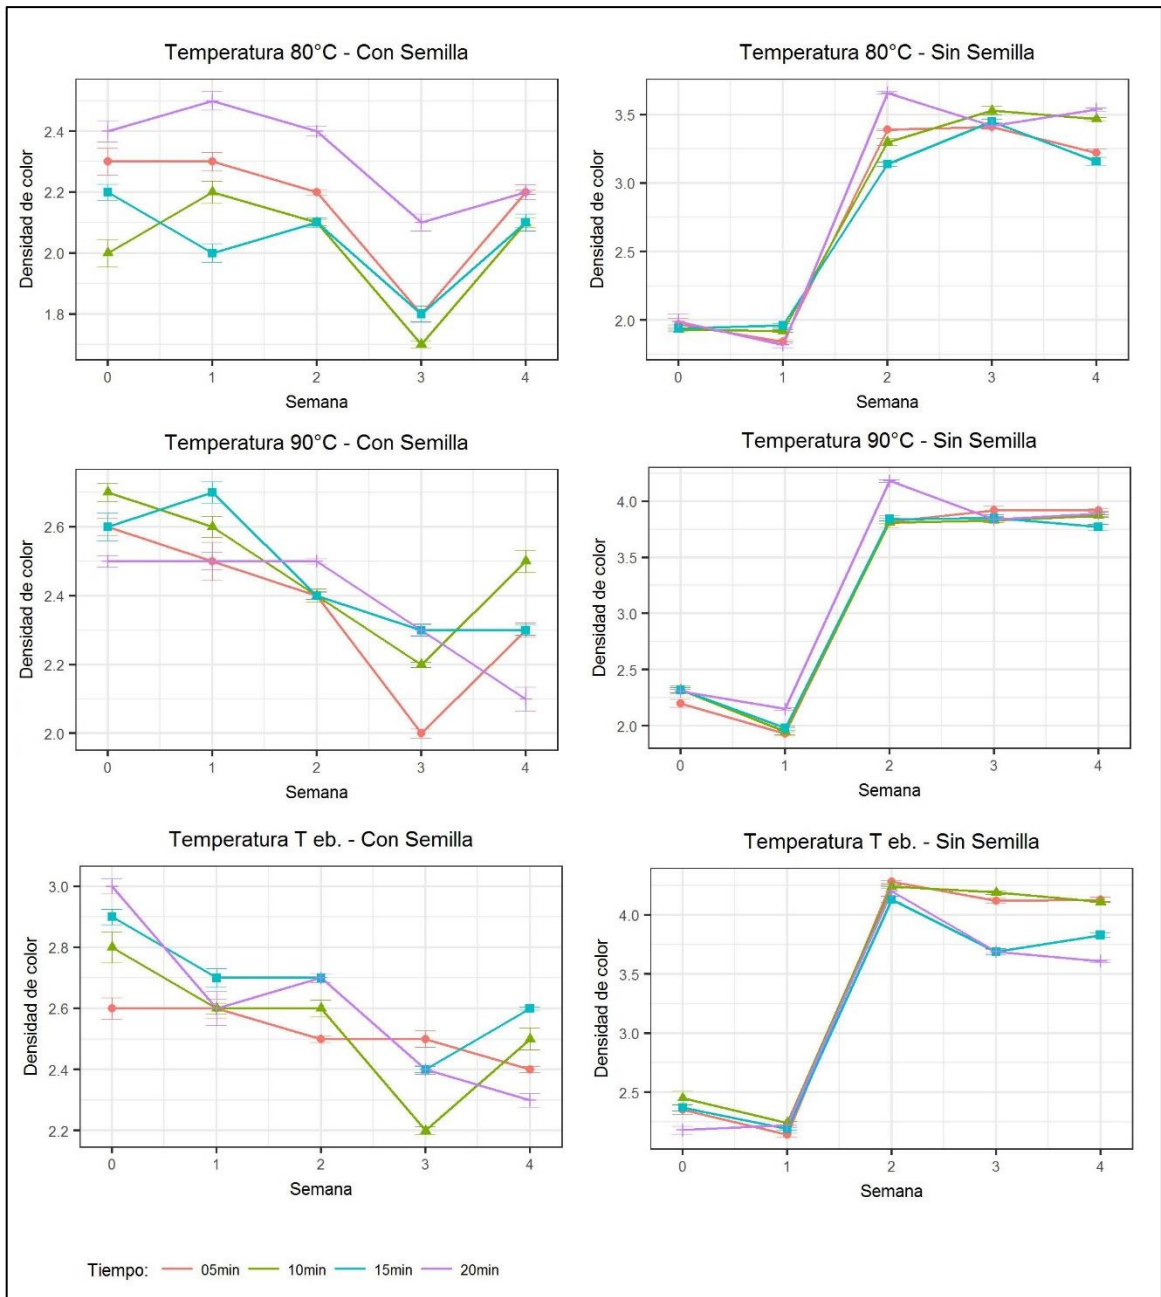 Temperatura 80°C - Con Semilla
Densidad de color
2.4
2.2
2.0
1.8
0 1 2 3 4
Semana
Temperatura 80°C - Sin Semilla
Densidad de color
3.5
3.0
2.5
2.0
0 1 2 3 4
Semana
Temperatura 90°C - Con Semilla
Densidad de color
2.6
2.4
2.2
2.0
0 1 2 3 4
Semana
Temperatura 90°C - Sin Semilla
Densidad de color
4.0
3.5
3.0
2.5
2.0
0 1 2 3 4
Semana
Temperatura T eb. - Con Semilla
Densidad de color
3.0
2.8
2.6
2.4
2.2
0 1 2 3 4
Semana
Temperatura T eb. - Sin Semilla
Densidad de color
4.0
3.5
3.0
2.5
0 1 2 3 4
Semana
Tiempo: 05min 10min 15min 20min